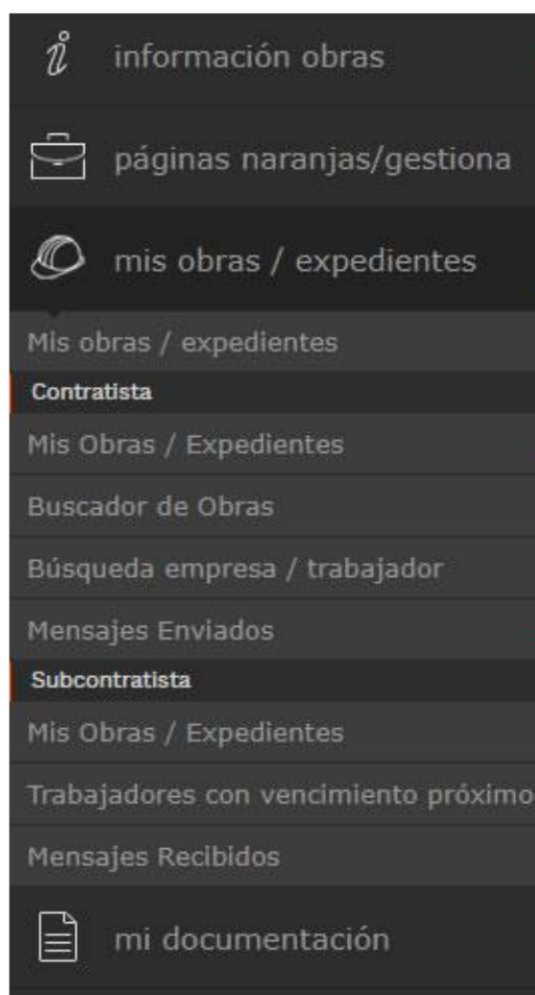 información obras
páginas naranjas/gestiona
mis obras / expedientes
Mis obras / expedientes
Contratista
Mis Obras / Expedientes
Buscador de Obras
Búsqueda empresa / trabajador
Mensajes Enviados
Subcontratista
Mis Obras / Expedientes
Trabajadores con vencimiento próximo
Mensajes Recibidos
mi documentación